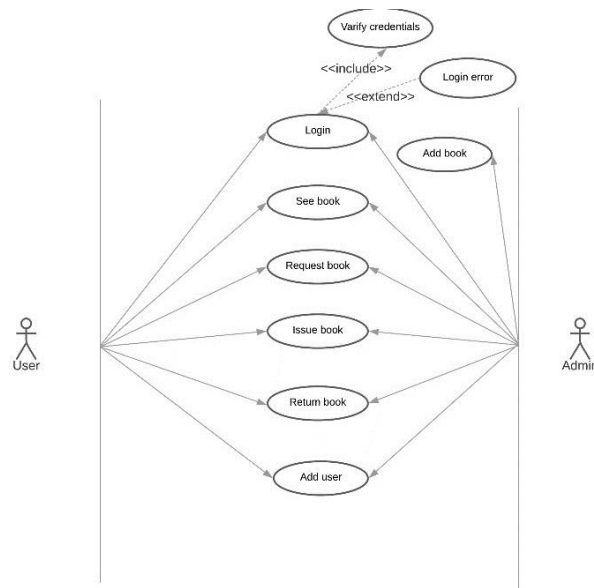 Varify credentials
<<include>>
Login error
<<extend>>
Login
Add book
See book
Request book
Issue book
User
Admin
Return book
Add user